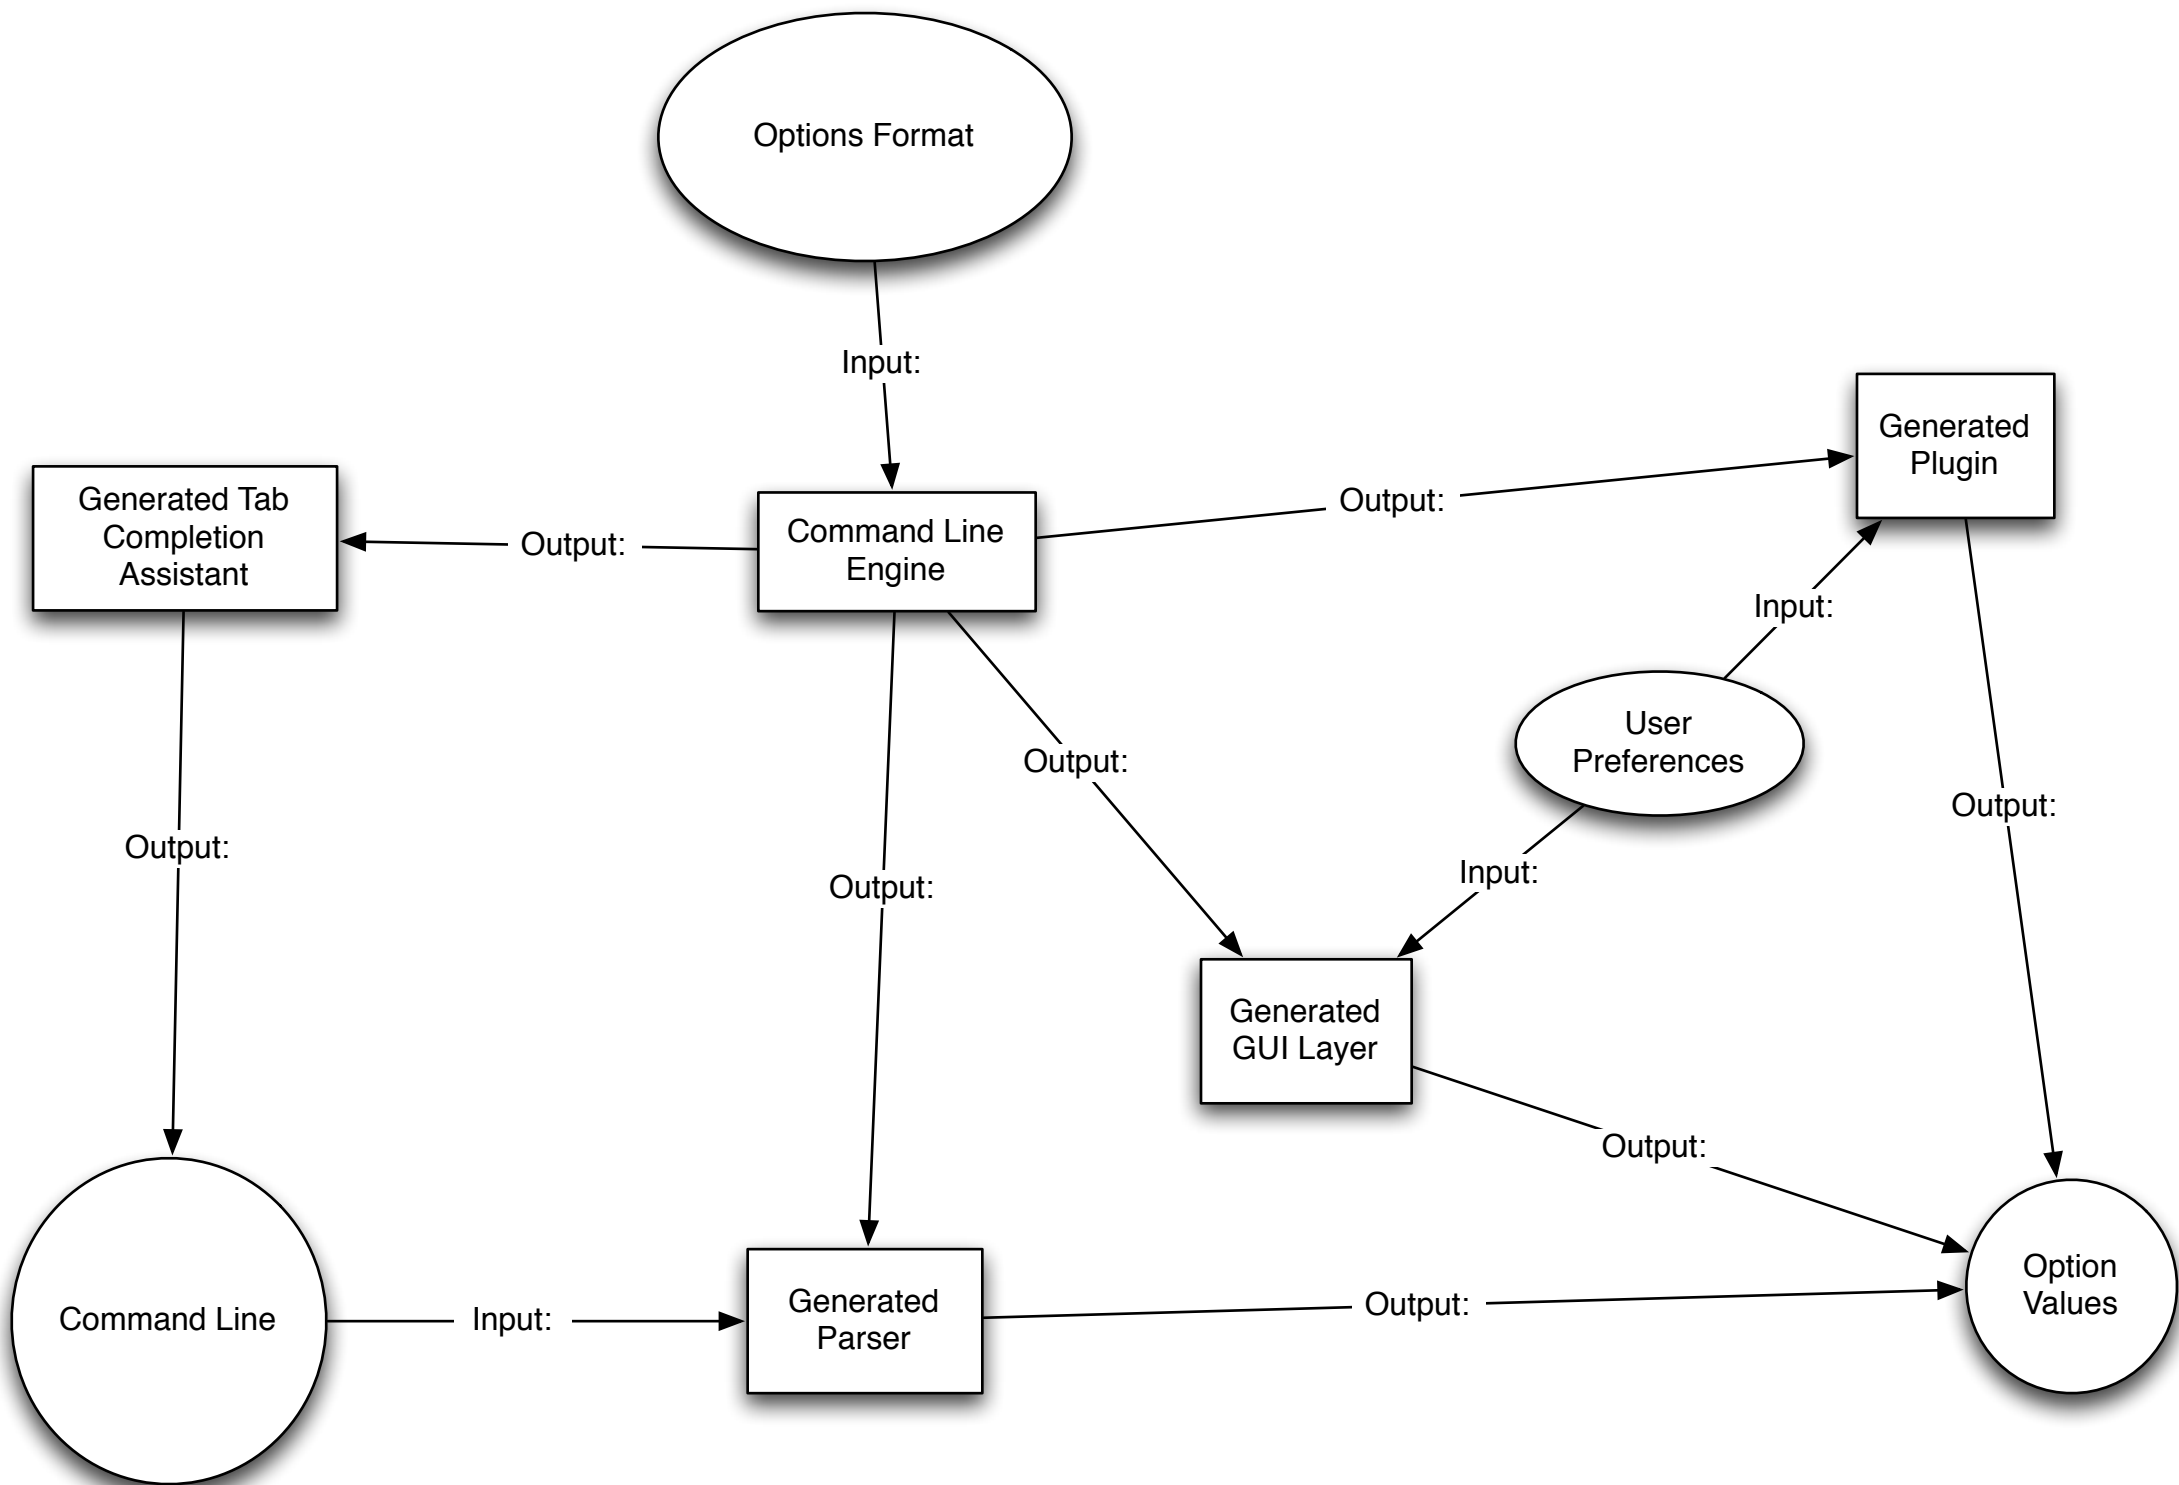 Options Format
Input:
Generated
Plugin
Generated Tab
Completion
Assistant
Output:
Command Line
Engine
Output:
Input:
User
Preferences
Output:
Output:
Output:
Output:
Input:
Generated
GUI Layer
Output:
Command Line
Input:
Generated
Parser
Output:
Option
Values